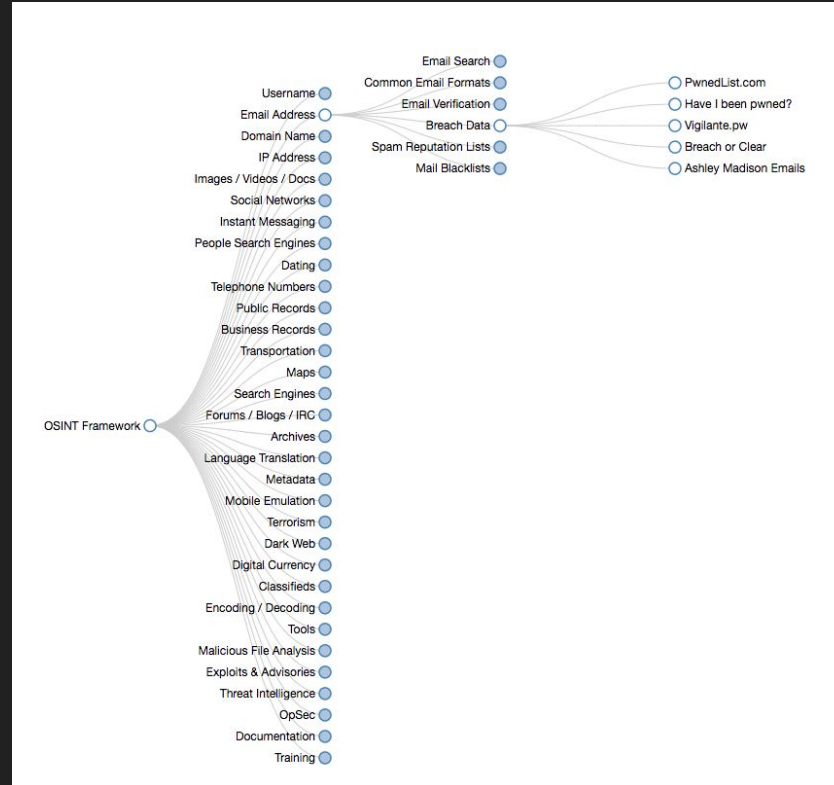 OSINT Framework
Username
Email Address
Domain Name
IP Address
Images / Videos / Docs
Social Networks
Instant Messaging
People Search Engines
Dating
Telephone Numbers
Public Records
Business Records
Transportation
Maps
Search Engines
Forums / Blogs / IRC
Archives
Language Translation
Metadata
Mobile Emulation
Terrorism
Dark Web
Digital Currency
Classifieds
Encoding / Decoding
Tools
Malicious File Analysis
Exploits & Advisories
Threat Intelligence
OpSec
Documentation
Training
Email Search
Common Email Formats
Email Verification
Breach Data
Spam Reputation Lists
Mail Blacklists
PwnedList.com
Have I been pwned?
Vigilante.pw
Breach or Clear
Ashley Madison Emails